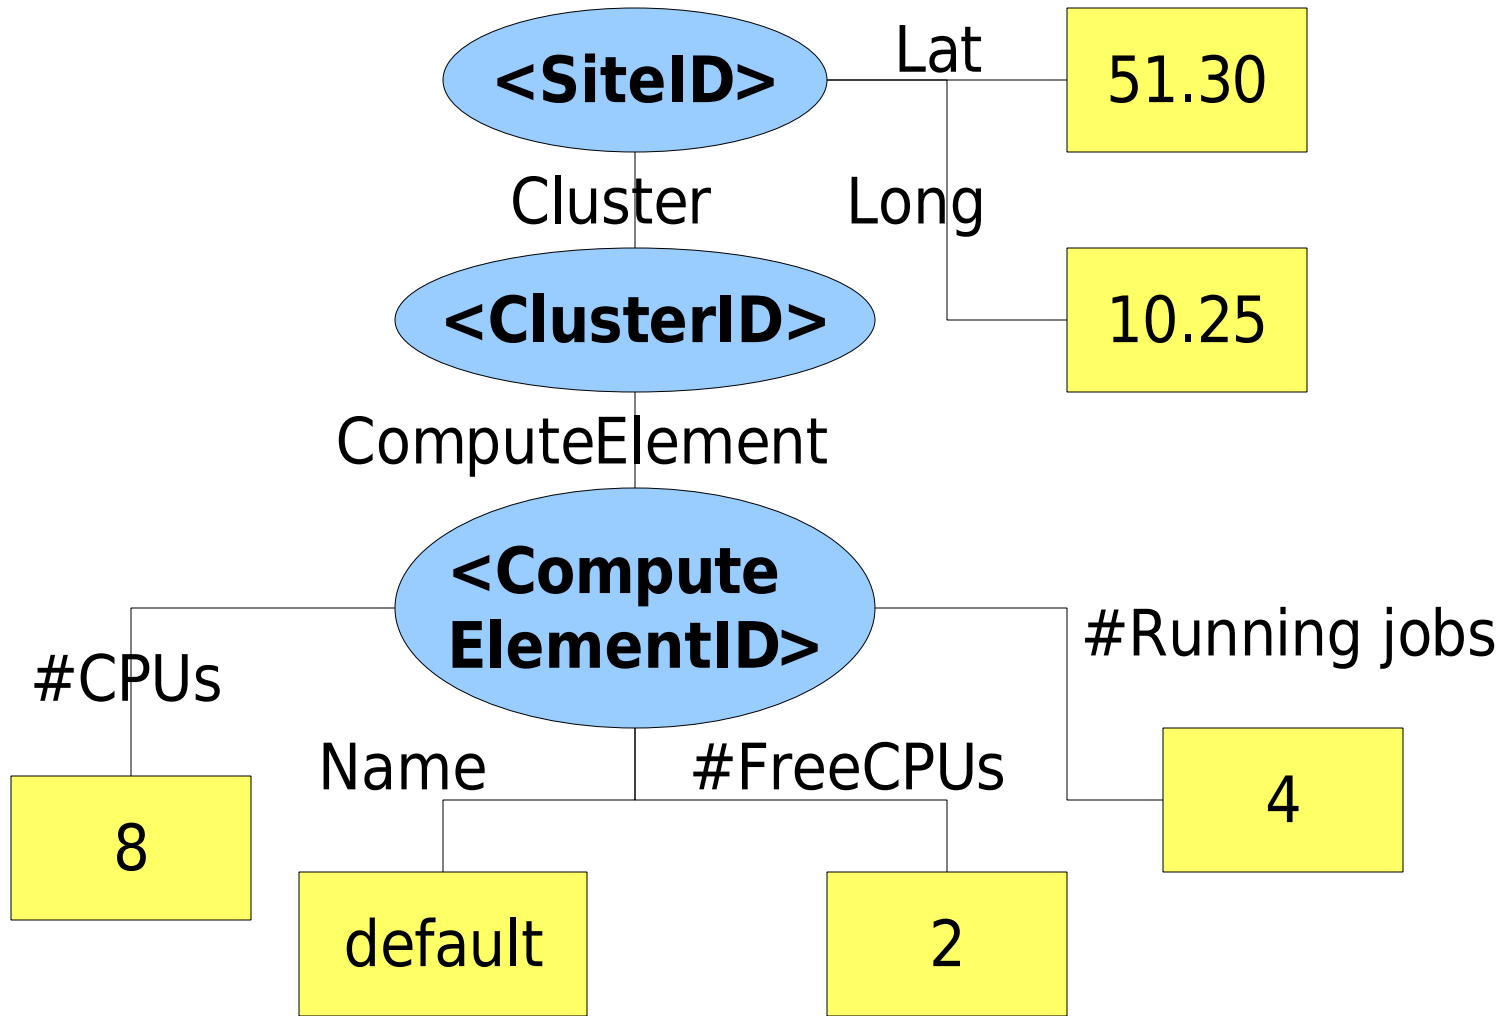 <SiteID>
Lat
51.30
Cluster
Long
<ClusterID>
10.25
ComputeElement
<Compute
ElementID>
#Running jobs
#CPUs
Name
#FreeCPUs
4
8
default
2